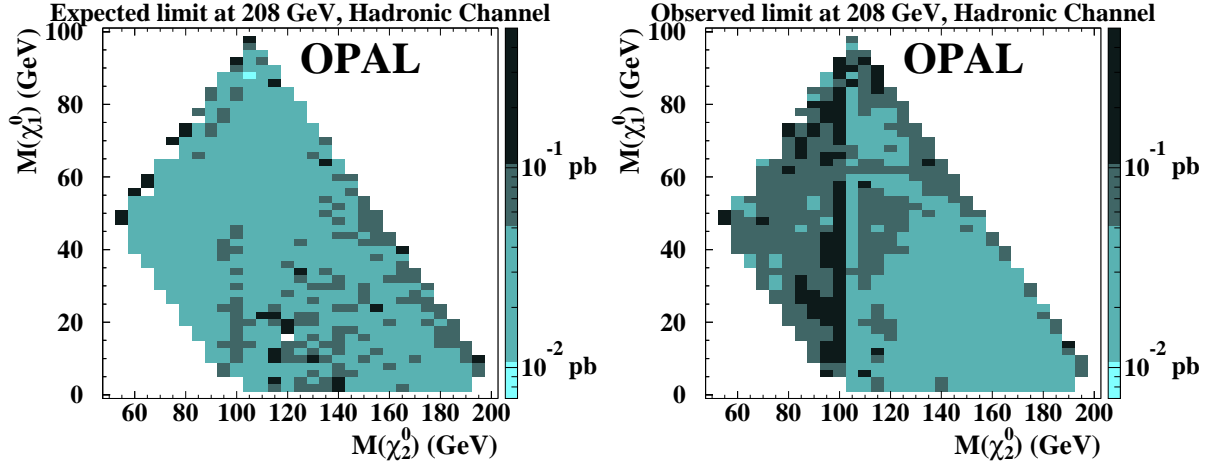 Expected limit at 208 GeV, Hadronic Channel
OPAL
M(χ₁⁰) (GeV)
100
80
60
40
20
0
60 80 100 120 140 160 180 200
M(χ₂⁰) (GeV)
10⁻¹ pb
10⁻² pb
Observed limit at 208 GeV, Hadronic Channel
OPAL
M(χ₁⁰) (GeV)
100
80
60
40
20
0
60 80 100 120 140 160 180 200
M(χ₂⁰) (GeV)
10⁻¹ pb
10⁻² pb